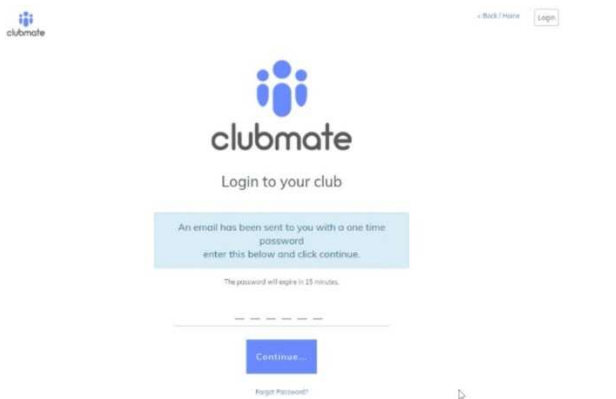 clubmate
< Back / Home
Login
clubmate
Login to your club
An email has been sent to you with a one time
password
enter this below and click continue.
The password will expire in 15 minutes.
Continue...
Forgot Password?